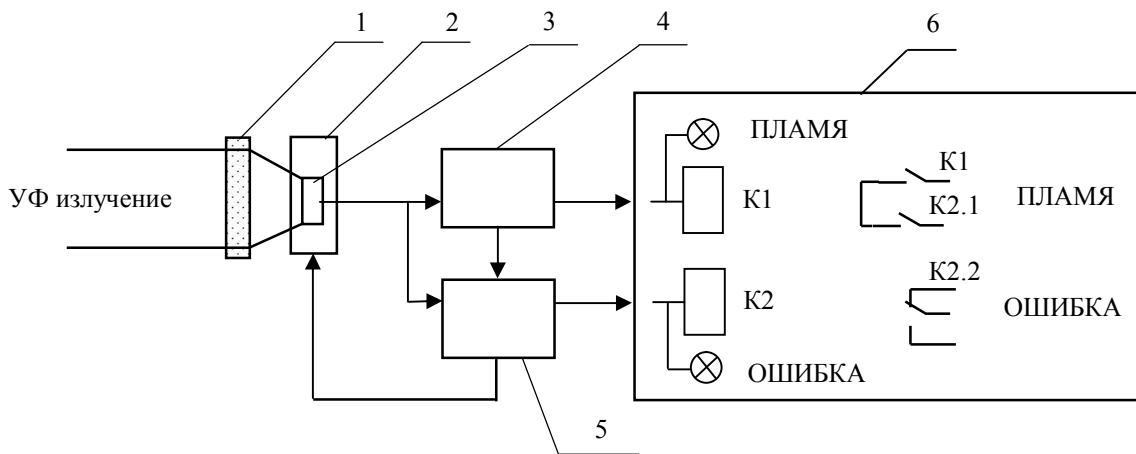 1
2
3
4
6
ПЛАМЯ
К1
К1
К2.1
ПЛАМЯ
УФ излучение
К2.2
К2
ОШИБКА
ОШИБКА
5